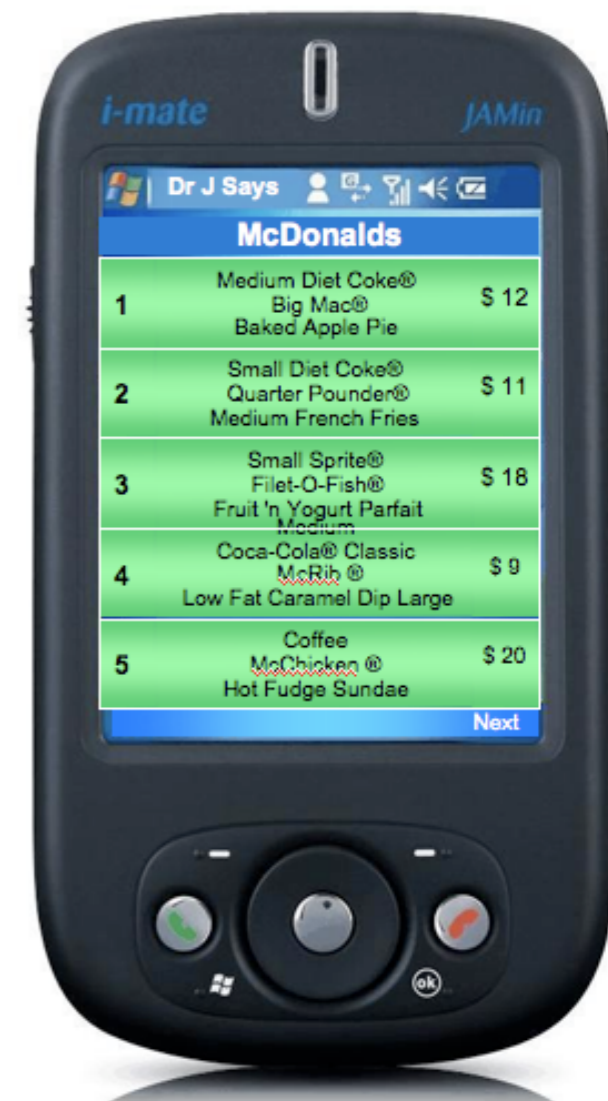 i-mate
JAMin
Dr J Says
McDonalds
1
Medium Diet Coke®
Big Mac®
Baked Apple Pie
$ 12
2
Small Diet Coke®
Quarter Pounder®
Medium French Fries
$ 11
3
Small Sprite®
Filet-O-Fish®
Fruit 'n Yogurt Parfait
$ 18
Medium
4
Coca-Cola® Classic
McRib ®
Low Fat Caramel Dip Large
$ 9
5
Coffee
McChicken ®
Hot Fudge Sundae
$ 20
Next
ok